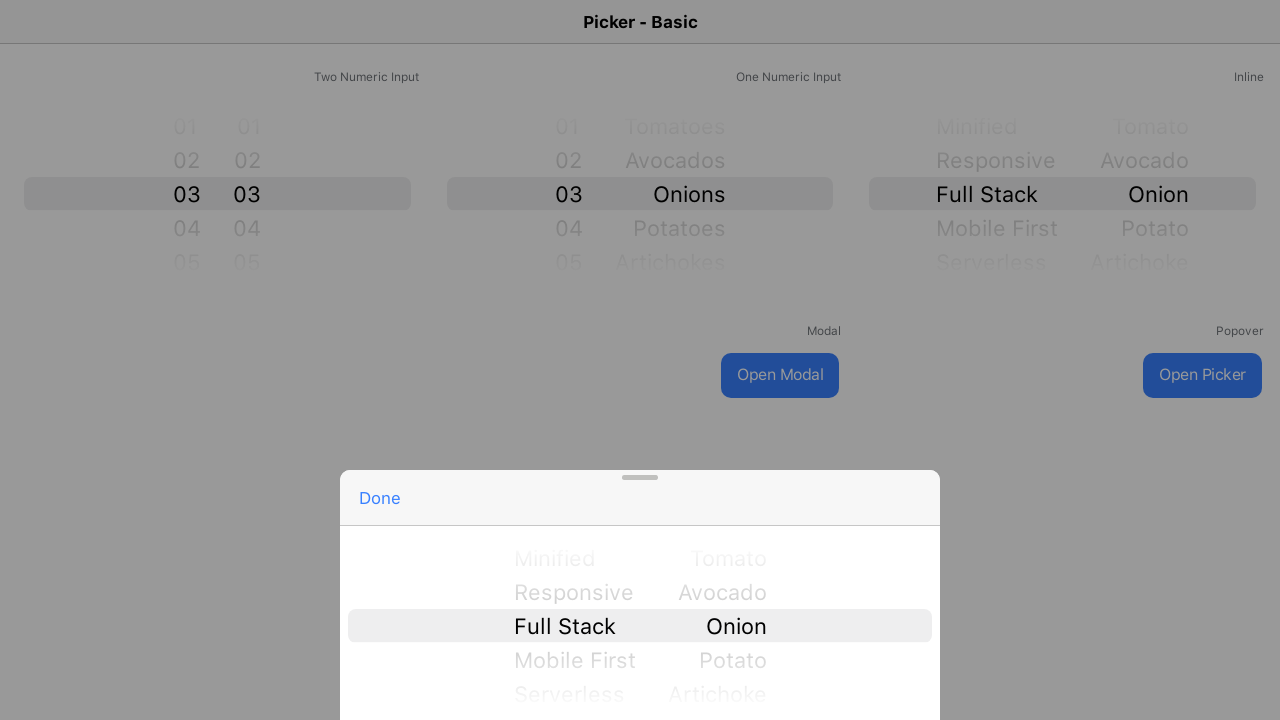 Picker - Basic
Two Numeric Input
One Numeric Input
Inline
01 01
02 02
03 03
04 04
05 05
01 Tomatoes
02 Avocados
03 Onions
04 Potatoes
05 Artichokes
Minified Tomato
Responsive Avocado
Full Stack Onion
Mobile First Potato
Serverless Artichoke
Modal
Popover
Open Modal
Open Picker
Done
Minified Tomato
Responsive Avocado
Full Stack Onion
Mobile First Potato
Serverless Artichoke